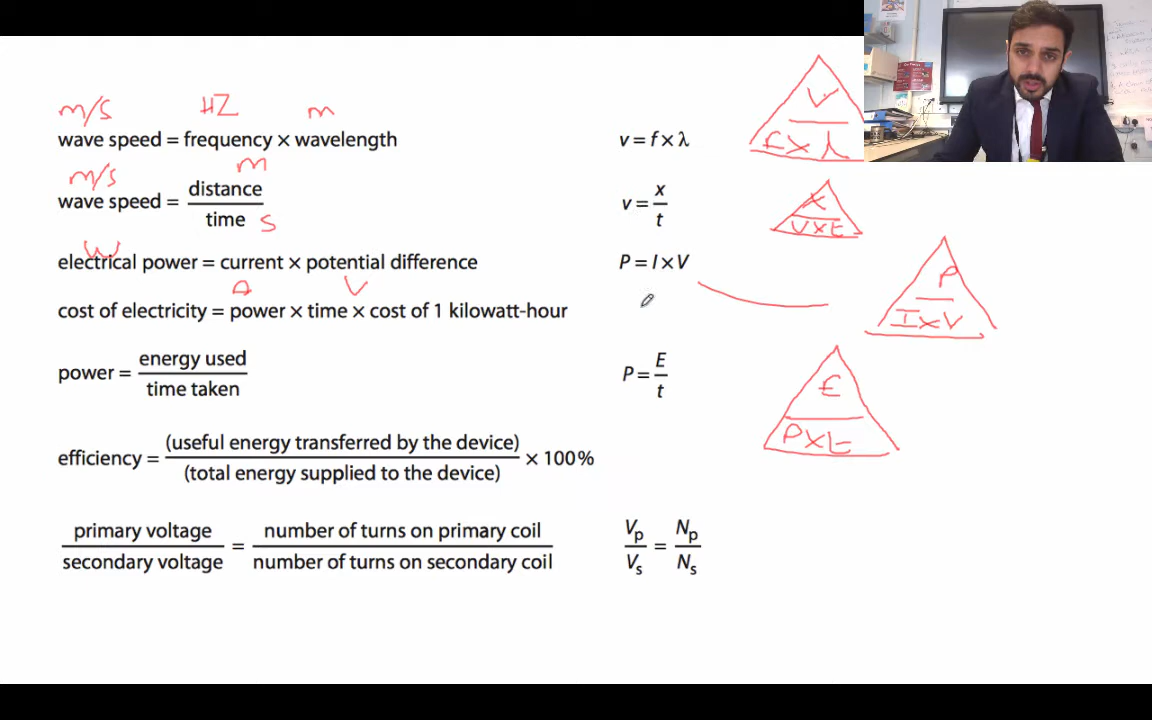 m/s HZ m
wave speed = frequency × wavelength v = f × λ
V
f x λ
m/s m
wave speed = distance / time v = x / t
s
x
V x t
W
electrical power = current × potential difference P = I × V
A V
P
I x V
cost of electricity = power × time × cost of 1 kilowatt-hour
power = energy used / time taken P = E / t
E
P x t
efficiency = (useful energy transferred by the device) / (total energy supplied to the device) × 100%
primary voltage / secondary voltage = number of turns on primary coil / number of turns on secondary coil Vp / Vs = Np / Ns